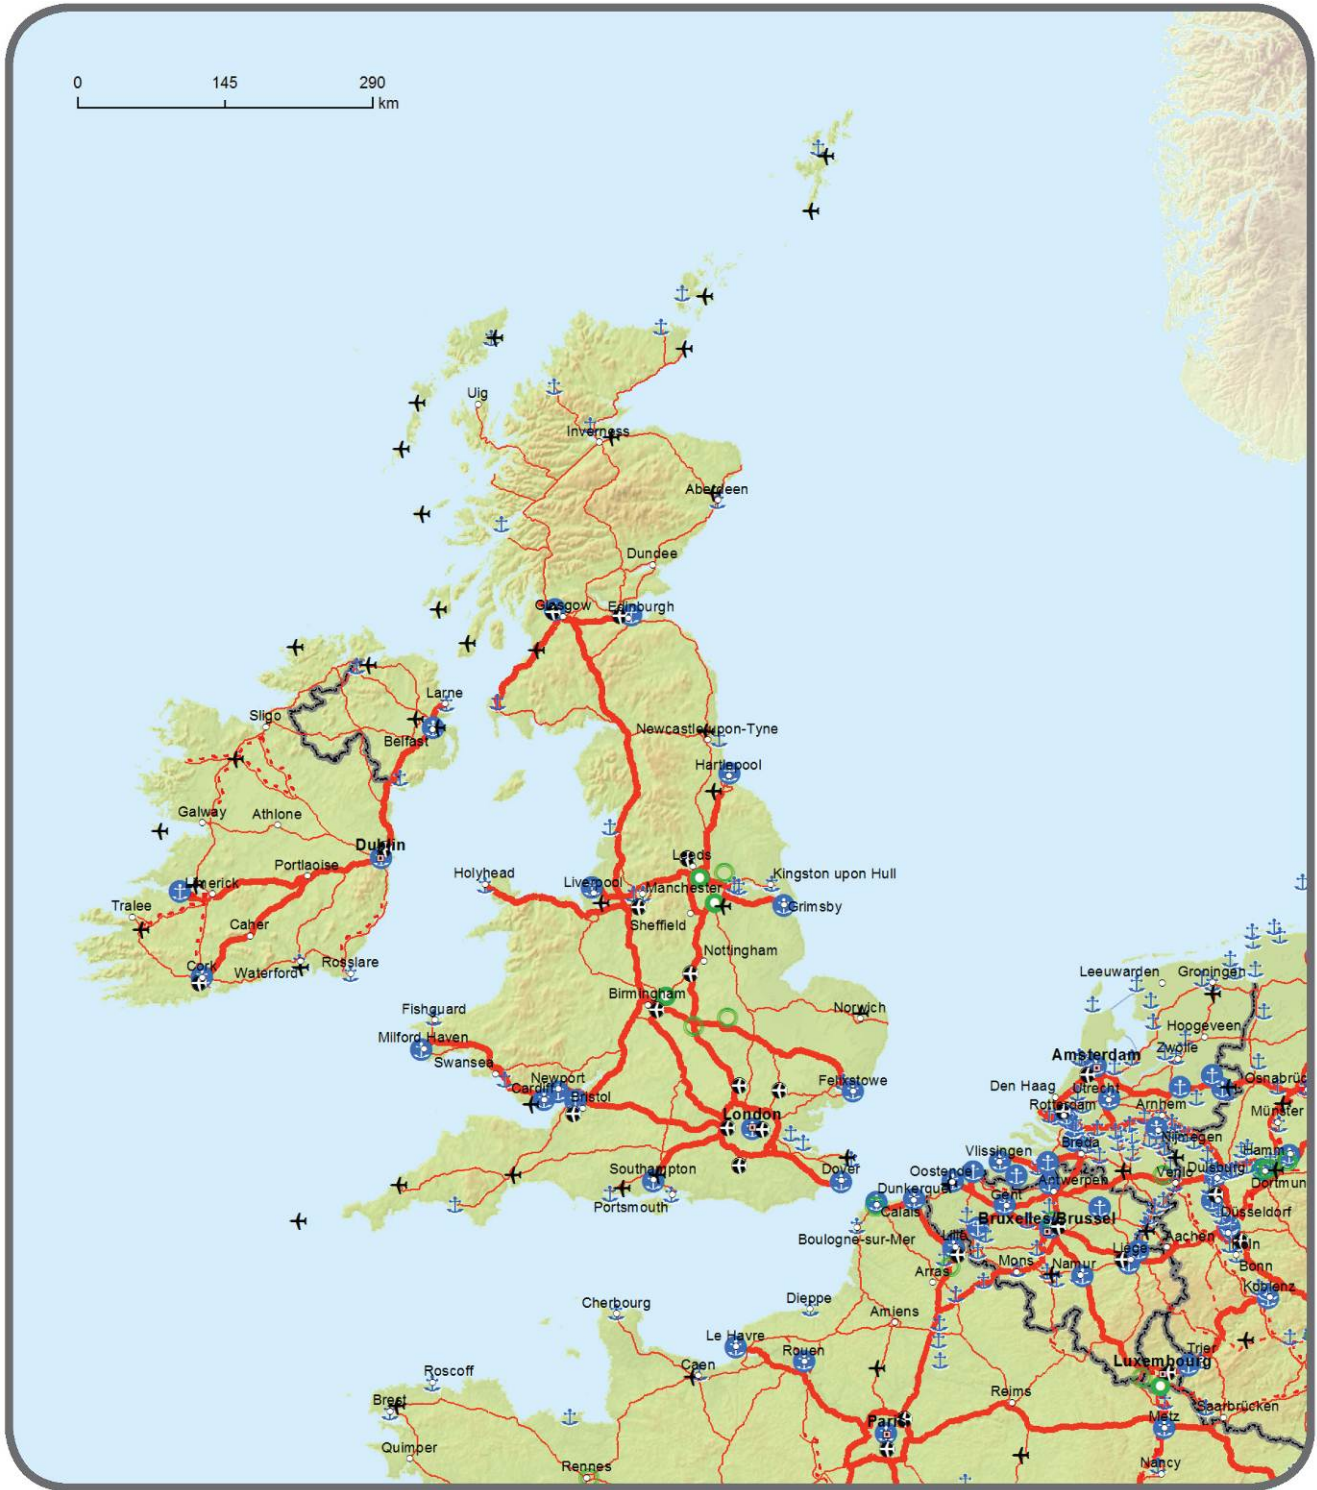 0 145 290
km
Uig
Inverness
Aberdeen
Dundee
Glasgow
Edinburgh
Larne
Sligo
Belfast
Newcastle upon-Tyne
Hartlepool
Galway
Athlone
Dublin
Portlaoise
Leeds
Holyhead
Liverpool
Manchester
Kingston upon Hull
Limerick
Grimsby
Tralee
Caher
Sheffield
Cork
Waterford
Rosslare
Nottingham
Leeuwarden
Groningen
Birmingham
Fishguard
Norwich
Hoogeveen
Milford Haven
Zwolle
Amsterdam
Swansea
Newport
Felixstowe
Cardiff
Den Haag
Utrecht
Osnabrüc
Bristol
Rotterdam
Arnhem
Münster
London
Nijmegen
Breda
Vlissingen
Hamm
Southampton
Dover
Oostende
Venlo
Duisburg
Dortmun
Antwerpen
Dunkerque
Gent
Portsmouth
Calais
Düsseldorf
Bruxelles/Brussel
Boulogne-sur-Mer
Lille
Liège
Aachen
Köln
Arras
Mons
Namur
Bonn
Koblenz
Dieppe
Cherbourg
Amiens
Le Havre
Rouen
Trier
Luxembourg
Caen
Roscoff
Reims
Brest
Saarbrücken
Paris
Metz
Quimper
Rennes
Nancy